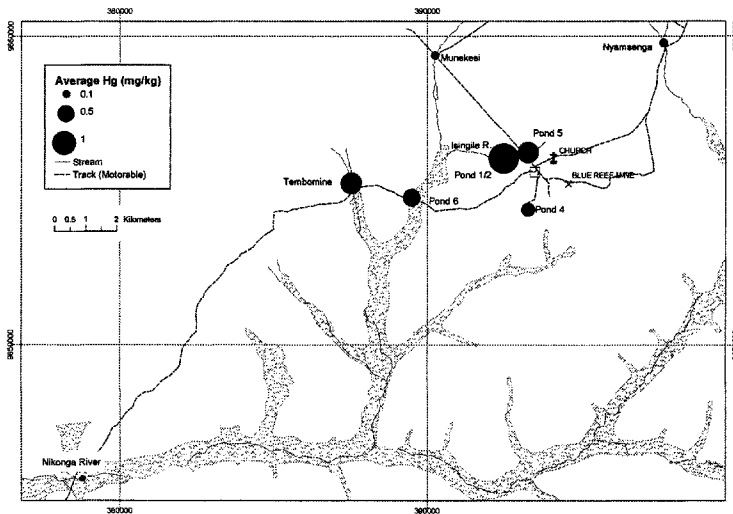 380000
390000
9660000
Nyamsenga
Munekesi
Average Hg (mg/kg)
0.1
0.5
1
Stream
Track (Motorable)
Pond 5
Isingile R.
CHURCH
Pond 1/2
BLUE REEF MINE
Tembomine
Pond 6
Pond 4
0 0.5 1 2 Kilometers
9650000
Nikonga River
380000
390000